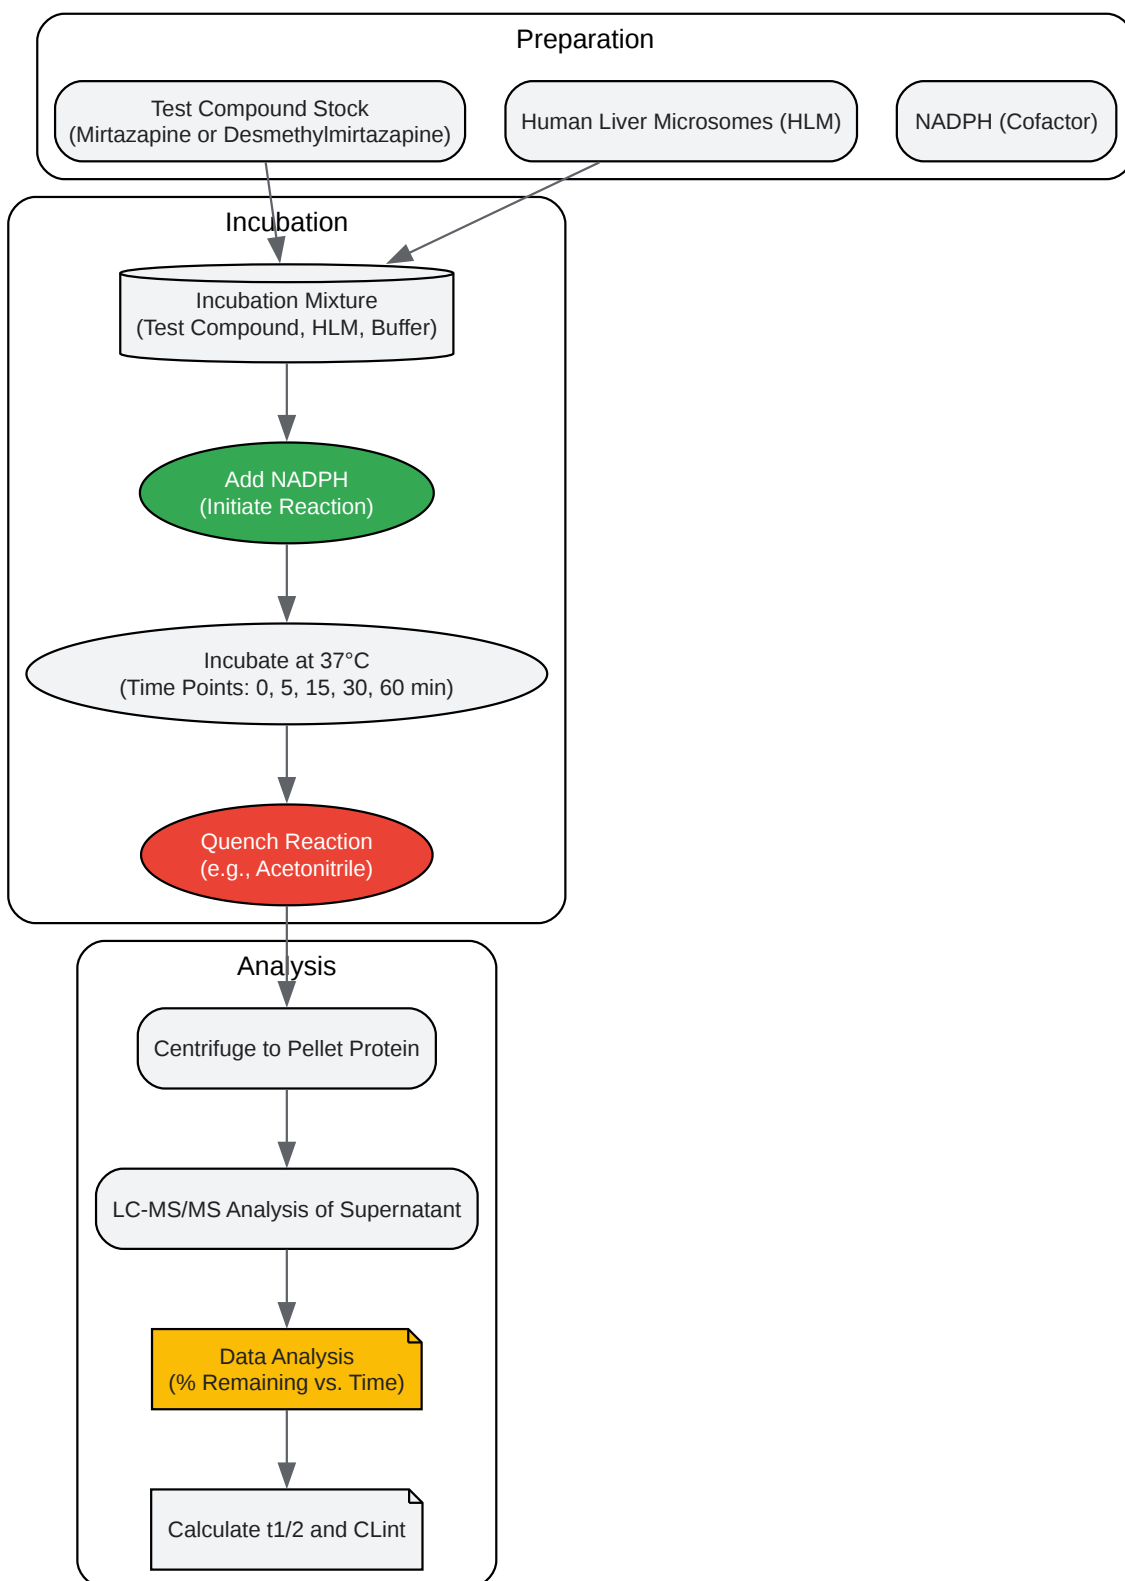 Preparation
Test Compound Stock
(Mirtazapine or Desmethylmirtazapine)
Human Liver Microsomes (HLM)
NADPH (Cofactor)
Incubation
Incubation Mixture
(Test Compound, HLM, Buffer)
Add NADPH
(Initiate Reaction)
Incubate at 37°C
(Time Points: 0, 5, 15, 30, 60 min)
Quench Reaction
(e.g., Acetonitrile)
Analysis
Centrifuge to Pellet Protein
LC-MS/MS Analysis of Supernatant
Data Analysis
(% Remaining vs. Time)
Calculate t1/2 and CLint